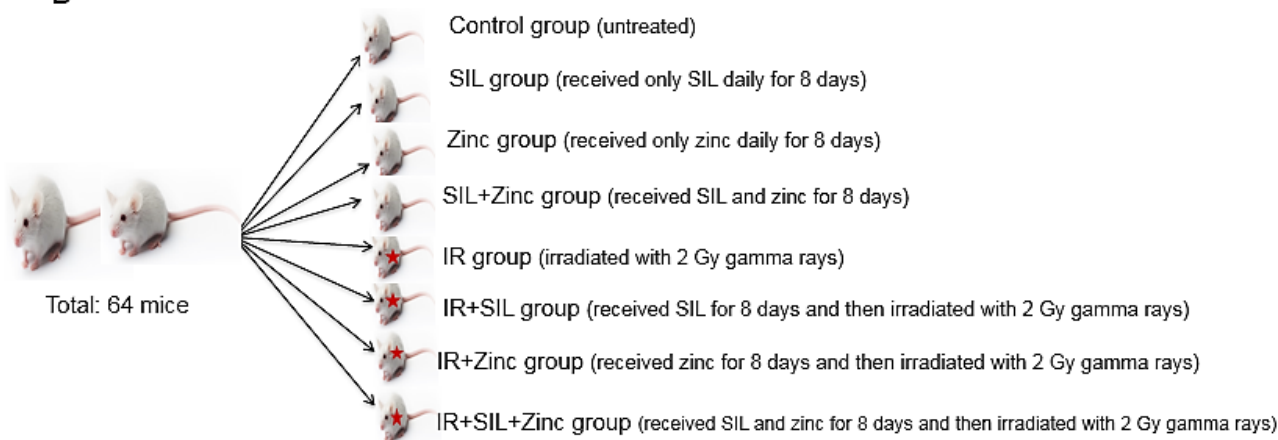 Control group (untreated)
SIL group (received only SIL daily for 8 days)
Zinc group (received only zinc daily for 8 days)
SIL+Zinc group (received SIL and zinc for 8 days)
IR group (irradiated with 2 Gy gamma rays)
Total: 64 mice
IR+SIL group (received SIL for 8 days and then irradiated with 2 Gy gamma rays)
IR+Zinc group (received zinc for 8 days and then irradiated with 2 Gy gamma rays)
IR+SIL+Zinc group (received SIL and zinc for 8 days and then irradiated with 2 Gy gamma rays)